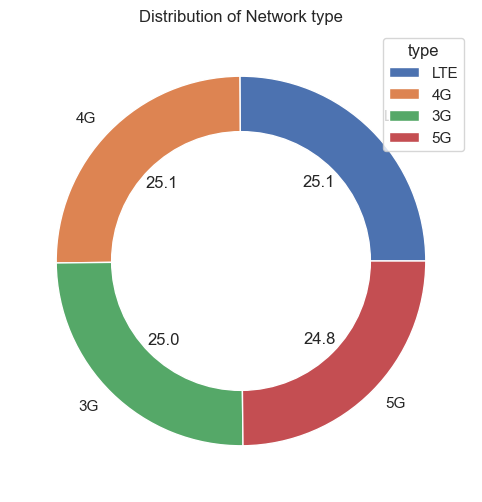 Distribution of Network type
type
LTE
4G
3G
5G
4G
25.1
25.1
25.0
24.8
3G
5G